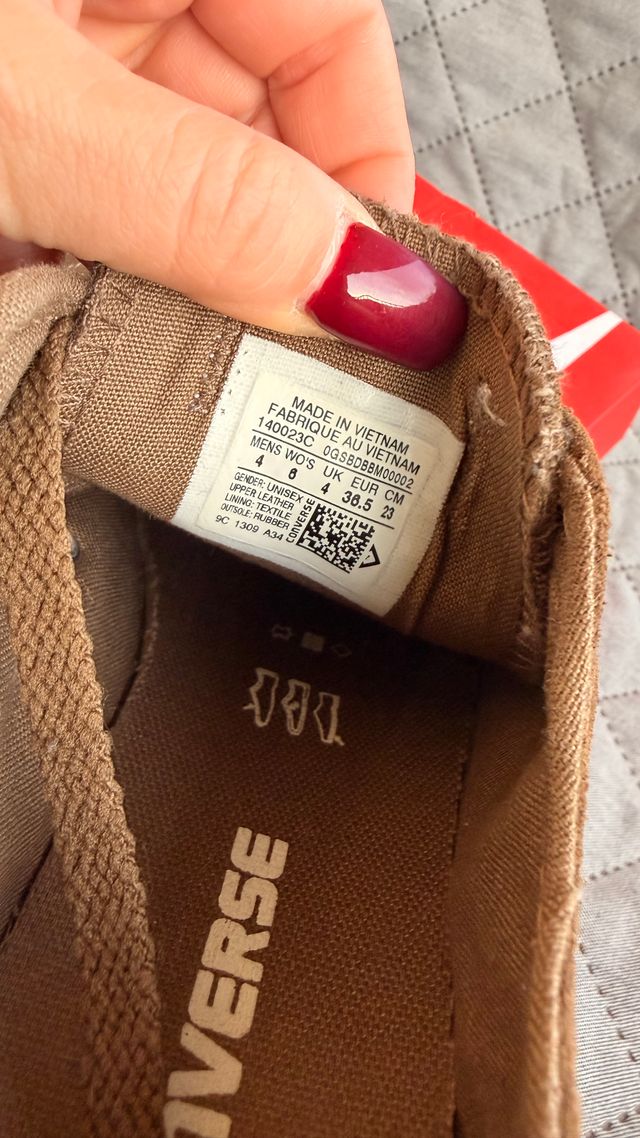 MADE IN VIETNAM
FABRIQUE AU VIETNAM
140023C 0GSBDBBM00002
MENS WO'S UK EUR CM
4 6 4 36.5 23
GENDER: UNISEX
UPPER LEATHER
LINING: TEXTILE
OUTSOLE: RUBBER
9C 1309 A34
CONVERSE
OVERSE